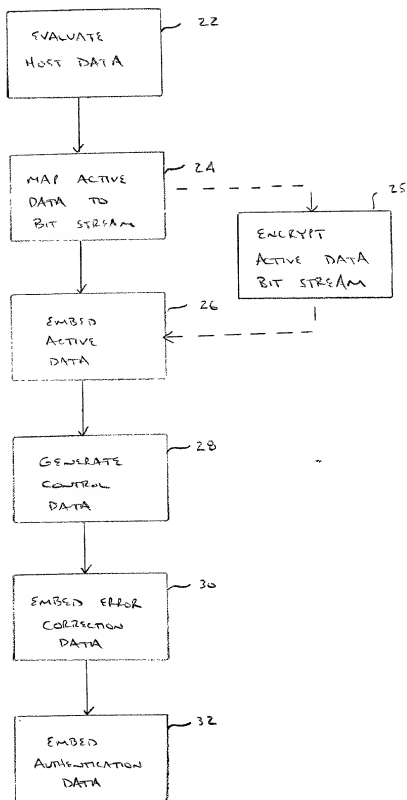 EVALUATE
HOST DATA
22
MAP ACTIVE
DATA TO
BIT STREAM
24
ENCRYPT
ACTIVE DATA
BIT STREAM
25
EMBED
ACTIVE
DATA
26
GENERATE
CONTROL
DATA
28
EMBED ERROR
CORRECTION
DATA
30
EMBED
AUTHENTICATION
DATA
32